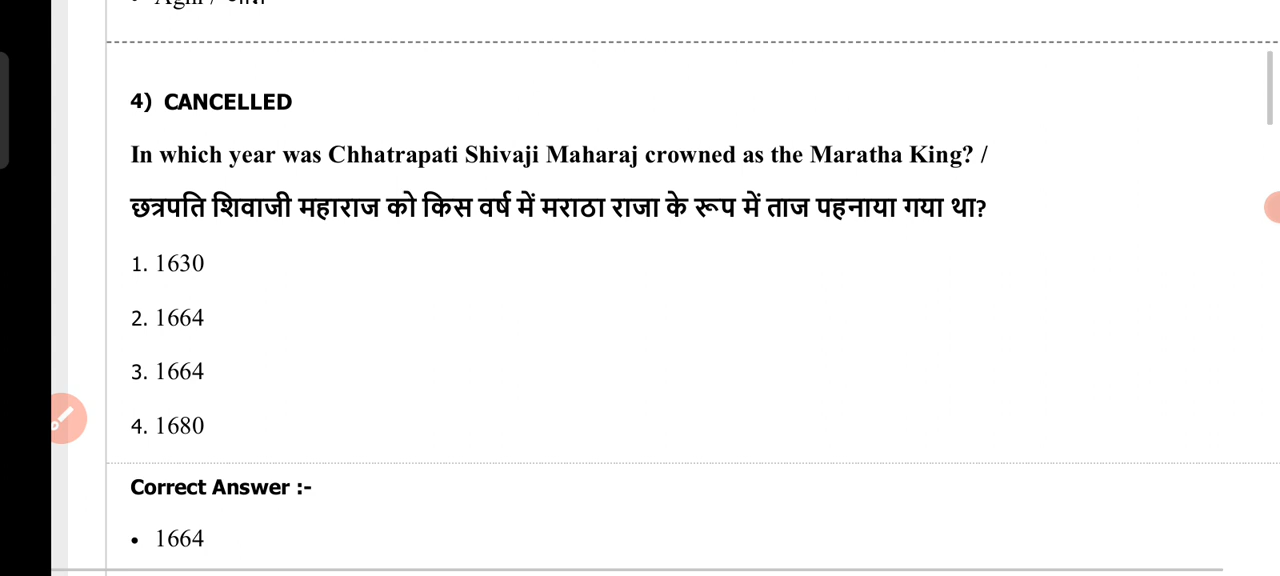 4) CANCELLED
In which year was Chhatrapati Shivaji Maharaj crowned as the Maratha King? /
छत्रपति शिवाजी महाराज को किस वर्ष में मराठा राजा के रूप में ताज पहनाया गया था?
1. 1630
2. 1664
3. 1664
4. 1680
Correct Answer :-
• 1664